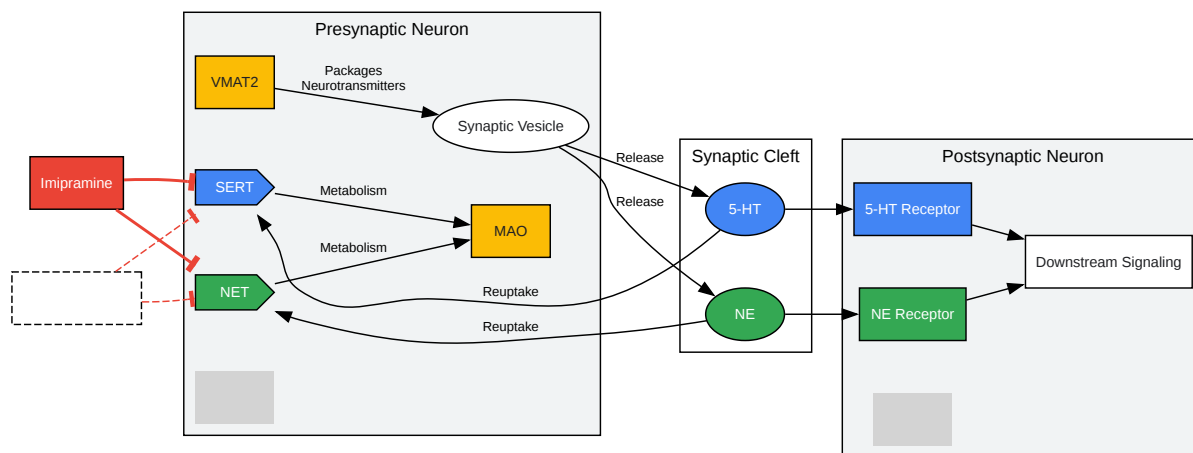 Presynaptic Neuron
VMAT2
Packages
Neurotransmitters
Synaptic Vesicle
Imipramine
SERT
Metabolism
MAO
Metabolism
NET
Release
Release
Reuptake
Reuptake
Synaptic Cleft
5-HT
NE
Postsynaptic Neuron
5-HT Receptor
Downstream Signaling
NE Receptor